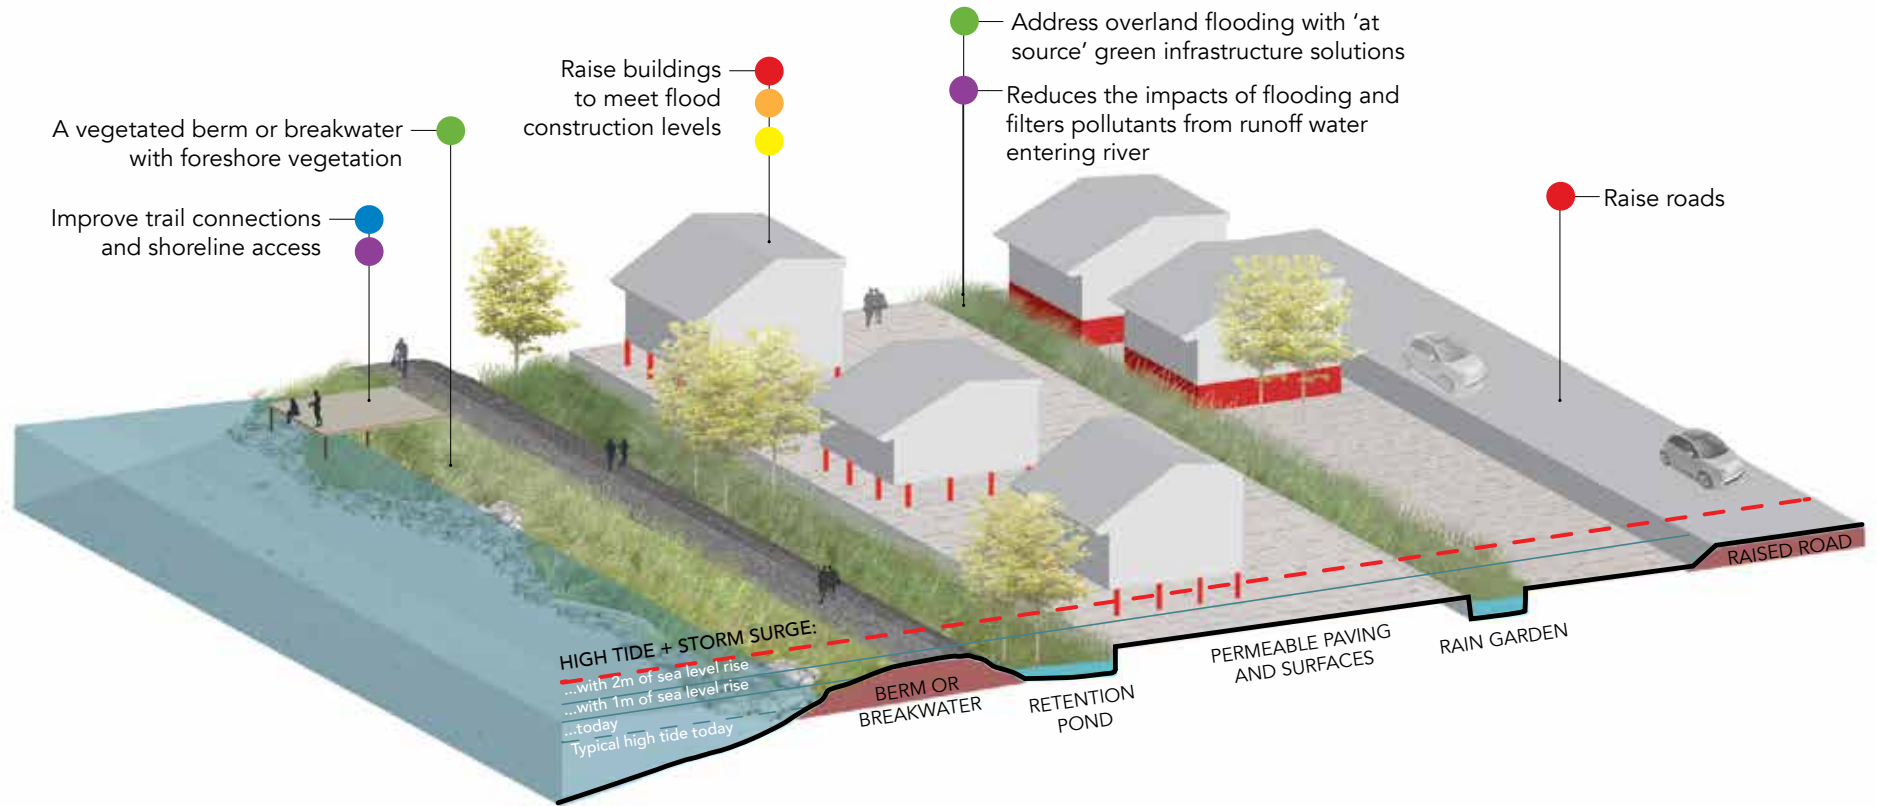 Address overland flooding with ‘at
source’ green infrastructure solutions
Reduces the impacts of flooding and
filters pollutants from runoff water
entering river
Raise buildings
to meet flood
construction levels
A vegetated berm or breakwater
with foreshore vegetation
Improve trail connections
and shoreline access
Raise roads
HIGH TIDE + STORM SURGE:
...with 2m of sea level rise
...with 1m of sea level rise
...today
Typical high tide today
BERM OR
BREAKWATER
RETENTION
POND
PERMEABLE PAVING
AND SURFACES
RAIN GARDEN
RAISED ROAD